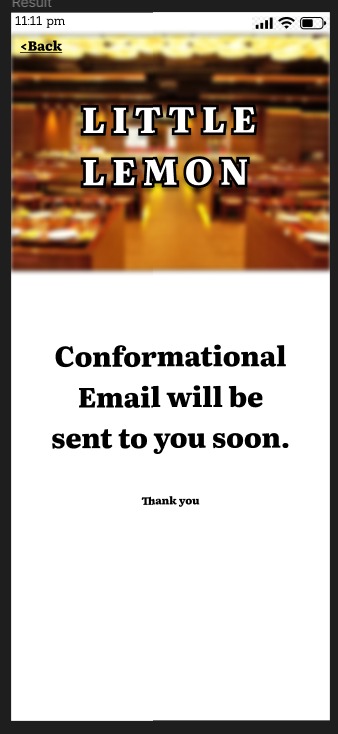 Result
11:11 pm
<Back
LITTLE
LEMON
Conformational
Email will be
sent to you soon.
Thank you